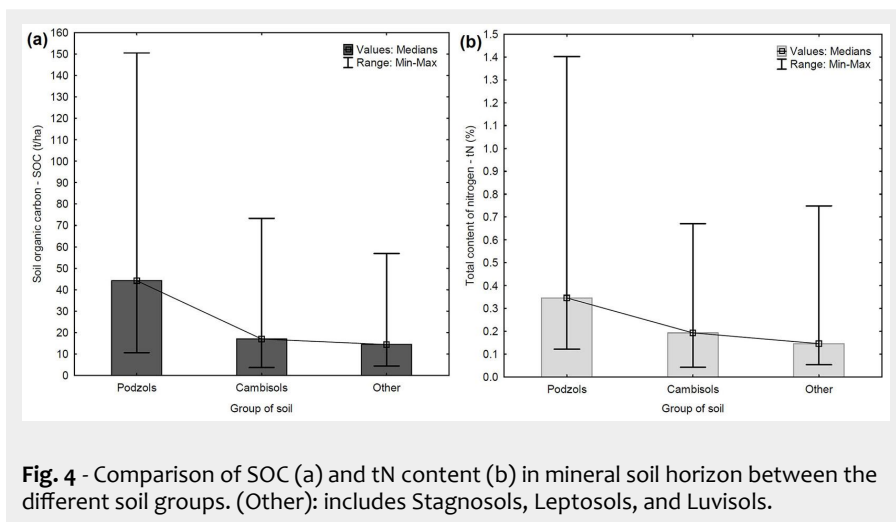 (a)
160
150
140
130
120
110
100
90
80
70
60
50
40
30
20
10
0
Soil organic carbon - SOC (t/ha)
Values: Medians
Range: Min-Max
Podzols Cambisols Other
Group of soil
(b)
1.5
1.4
1.3
1.2
1.1
1.0
0.9
0.8
0.7
0.6
0.5
0.4
0.3
0.2
0.1
0.0
Total content of nitrogen - tN (%)
Values: Medians
Range: Min-Max
Podzols Cambisols Other
Group of soil
Fig. 4 - Comparison of SOC (a) and tN content (b) in mineral soil horizon between the
different soil groups. (Other): includes Stagnosols, Leptosols, and Luvisols.